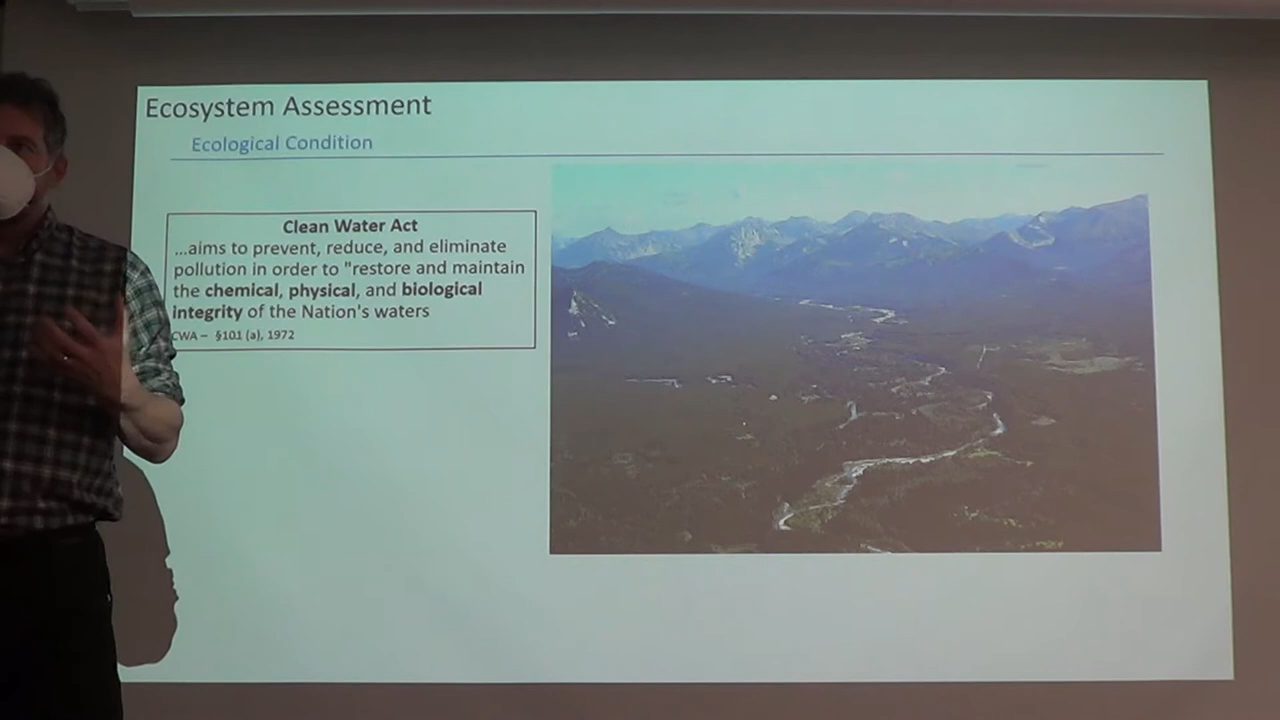 Ecosystem Assessment
Ecological Condition
Clean Water Act
...aims to prevent, reduce, and eliminate
pollution in order to "restore and maintain
the chemical, physical, and biological
integrity of the Nation's waters
CWA – §101 (a), 1972